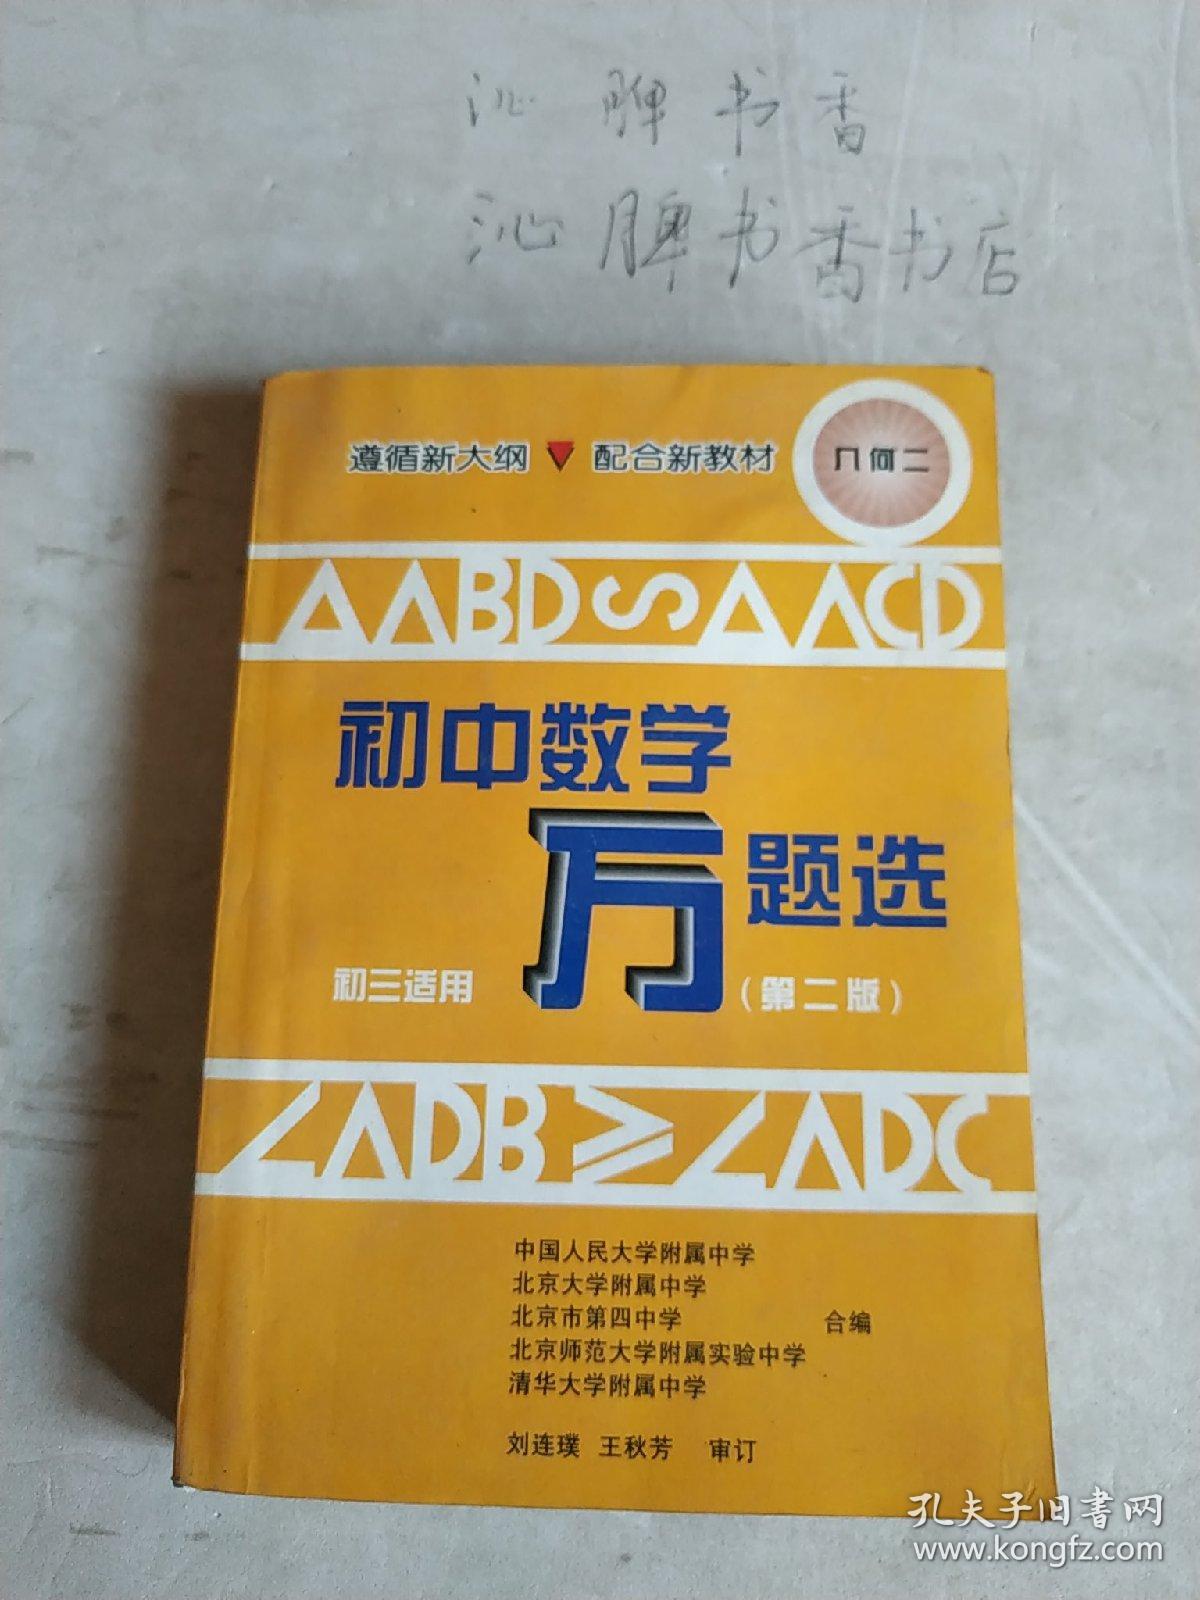 沁脾书香
沁脾书香书店
遵循新大纲 ▼ 配合新教材
几何二
△ABD∽△ACD
初中数学
万题选
初三适用
(第二版)
∠ADB⩾∠ADC
中国人民大学附属中学
北京大学附属中学
北京市第四中学
合编
北京师范大学附属实验中学
清华大学附属中学
刘连璞 王秋芳 审订
孔夫子旧书网
www.kongfz.com